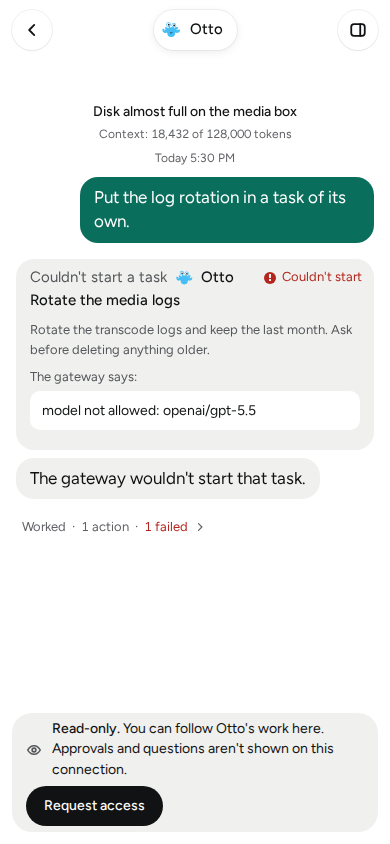 Otto
Disk almost full on the media box
Context: 18,432 of 128,000 tokens
Today 5:30 PM
Put the log rotation in a task of its
own.
Couldn't start a task Otto Couldn't start
Rotate the media logs
Rotate the transcode logs and keep the last month. Ask
before deleting anything older.
The gateway says:
model not allowed: openai/gpt-5.5
The gateway wouldn't start that task.
Worked · 1 action · 1 failed
Read-only. You can follow Otto's work here.
Approvals and questions aren't shown on this
connection.
Request access